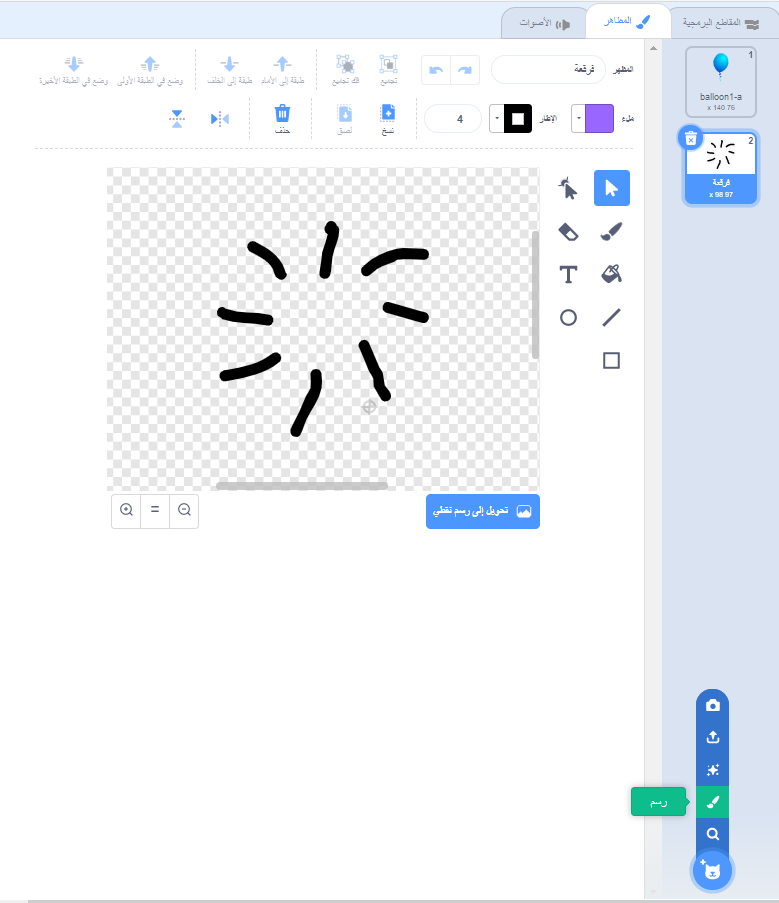 المقاطع البرمجية
المظاهر
الأصوات
المظهر
فرقعة
تجميع
فك تجميع
طبقة إلى الأمام
طبقة إلى الخلف
وضع في الطبقة الأولى
وضع في الطبقة الأخيرة
ملء
الإطار
4
نسخ
لصق
حذف
1
balloon1-a
140 x 76
2
فرقعة
98 x 97
T
تحويل إلى رسم نقطي
=
رسم